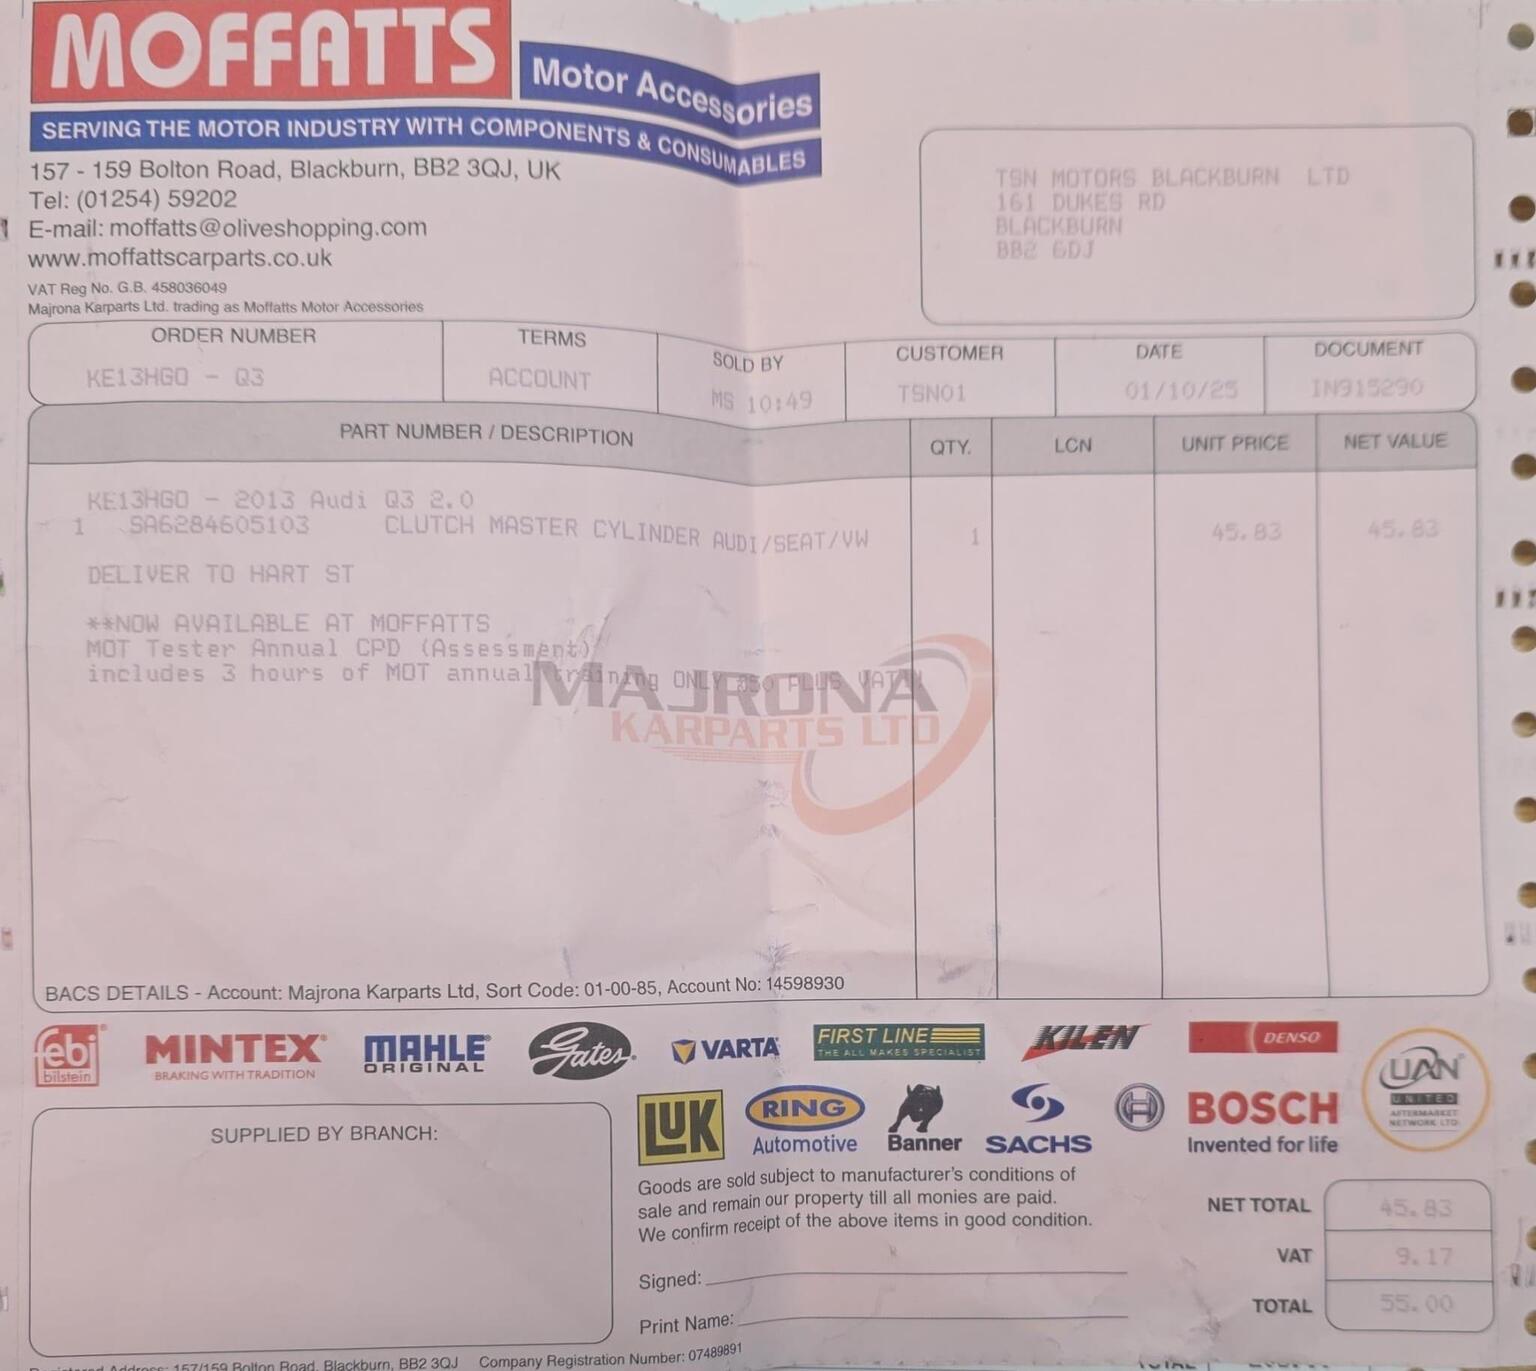 MOFFATTS
Motor Accessories
SERVING THE MOTOR INDUSTRY WITH COMPONENTS & CONSUMABLES
157 - 159 Bolton Road, Blackburn, BB2 3QJ, UK
Tel: (01254) 59202
E-mail: moffatts@oliveshopping.com
www.moffattscarparts.co.uk
VAT Reg No. G.B. 458036049
Majrona Karparts Ltd. trading as Moffatts Motor Accessories
TSN MOTORS BLACKBURN LTD
161 DUKES RD
BLACKBURN
BB2 6DJ
ORDER NUMBER TERMS SOLD BY CUSTOMER DATE DOCUMENT
KE13HGO - Q3 ACCOUNT MS 10:49 TSN01 01/10/25 IN915290
PART NUMBER / DESCRIPTION QTY. LCN UNIT PRICE NET VALUE
KE13HGO - 2013 Audi Q3 2.0
1 SA6284605103 CLUTCH MASTER CYLINDER AUDI/SEAT/VW 1 45.83 45.83
DELIVER TO HART ST
**NOW AVAILABLE AT MOFFATTS
MOT Tester Annual CPD (Assessment)
includes 3 hours of MOT annual training ONLY PLUS VAT
MAJRONA
KARPARTS LTD
BACS DETAILS - Account: Majrona Karparts Ltd, Sort Code: 01-00-85, Account No: 14598930
febi bilstein
MINTEX BRAKING WITH TRADITION
MAHLE ORIGINAL
Gates
VARTA
FIRST LINE THE ALL MAKES SPECIALIST
KILEN
DENSO
UAN UNITED AFTERMARKET NETWORK LTD
LUK
RING Automotive
Banner
SACHS
BOSCH Invented for life
SUPPLIED BY BRANCH:
Goods are sold subject to manufacturer's conditions of
sale and remain our property till all monies are paid.
We confirm receipt of the above items in good condition.
Signed:
Print Name:
NET TOTAL 45.83
VAT 9.17
TOTAL 55.00
Address: 157/159 Bolton Road, Blackburn, BB2 3QJ Company Registration Number: 07489891